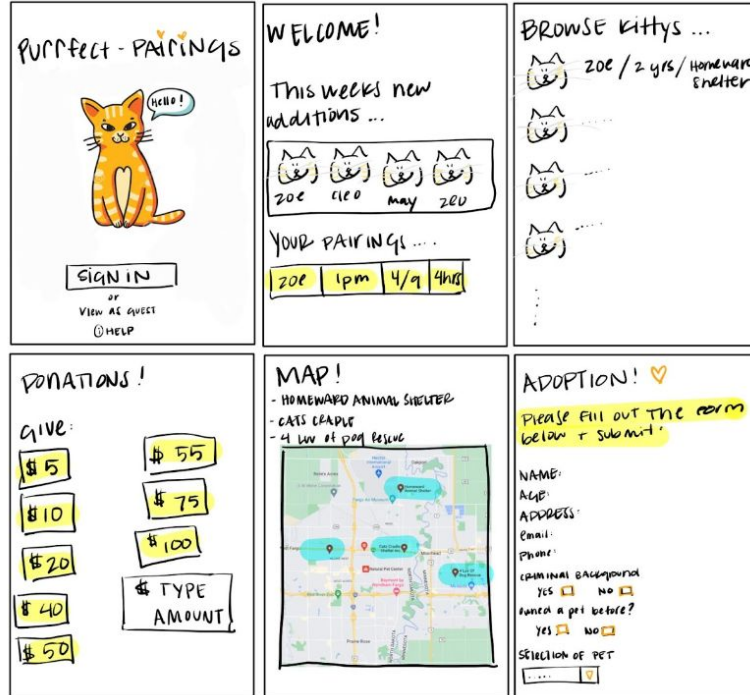 Purrfect-PAIRINGS
Hello!
SIGN IN
or
VIEW AS GUEST
i HELP
WELCOME!
This weeks new
additions...
zoe cleo may zeo
YOUR PAIRINGS....
zoe 1pm 4/9 4hrs
BROWSE Kittys ...
zoe / 2 yrs / Homeward
Shelter
DONATIONS!
GIVE:
$ 5
$ 10
$ 20
$ 40
$ 50
$ 55
$ 75
$ 100
$ TYPE
AMOUNT
MAP!
- HOMEWARD ANIMAL SHELTER
- CATS CRADLE
- 4 Luv of Dog Rescue
ADOPTION!
Please Fill out The form
below + submit:
NAME:
AGE:
ADDRESS:
email:
Phone:
CRIMINAL BACKGROUND
YES NO
owned a pet before?
Yes NO
SELECTION OF PET